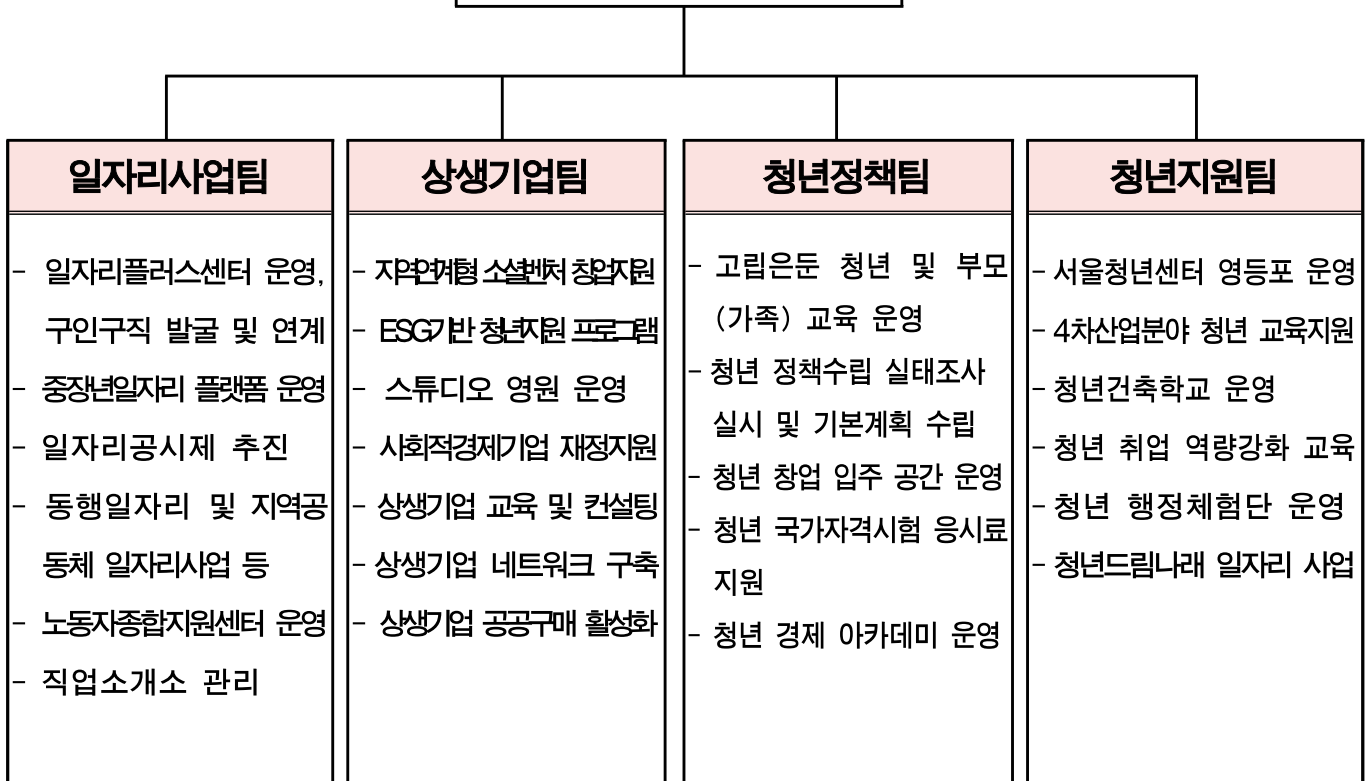 일자리사업팀
- 일자리플러스센터 운영,
구인구직 발굴 및 연계
- 중장년일자리 플랫폼 운영
- 일자리공시제 추진
- 동행일자리 및 지역공
동체 일자리사업 등
- 노동자종합지원센터 운영
- 직업소개소 관리
상생기업팀
- 지역연계형 소셜벤처 창업지원
- ESG기반 청년지원 프로그램
- 스튜디오 영원 운영
- 사회적경제기업 재정지원
- 상생기업 교육 및 컨설팅
- 상생기업 네트워크 구축
- 상생기업 공공구매 활성화
청년정책팀
- 고립은둔 청년 및 부모
(가족) 교육 운영
- 청년 정책수립 실태조사
실시 및 기본계획 수립
- 청년 창업 입주 공간 운영
- 청년 국가자격시험 응시료
지원
- 청년 경제 아카데미 운영
청년지원팀
- 서울청년센터 영등포 운영
- 4차산업분야 청년 교육지원
- 청년건축학교 운영
- 청년 취업 역량강화 교육
- 청년 행정체험단 운영
- 청년드림나래 일자리 사업